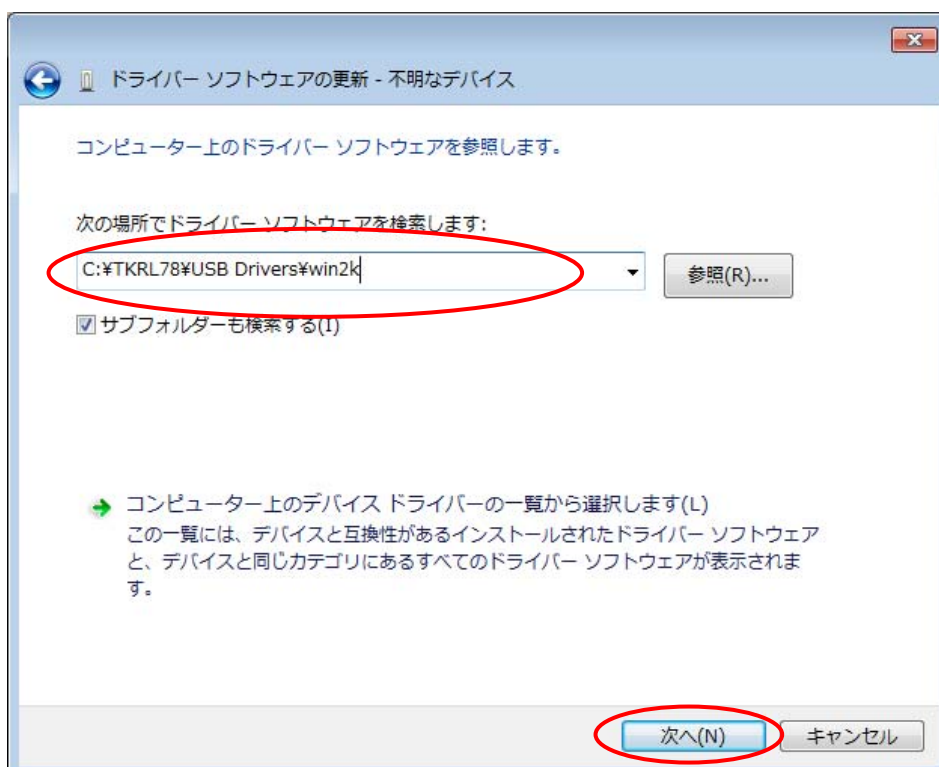 ドライバー ソフトウェアの更新 - 不明なデバイス
コンピューター上のドライバー ソフトウェアを参照します。
次の場所でドライバー ソフトウェアを検索します:
C:¥TKRL78¥USB Drivers¥win2k
参照(R)...
サブフォルダーも検索する(I)
コンピューター上のデバイス ドライバーの一覧から選択します(L)
この一覧には、デバイスと互換性があるインストールされたドライバー ソフトウェア
と、デバイスと同じカテゴリにあるすべてのドライバー ソフトウェアが表示されま
す。
次へ(N)
キャンセル